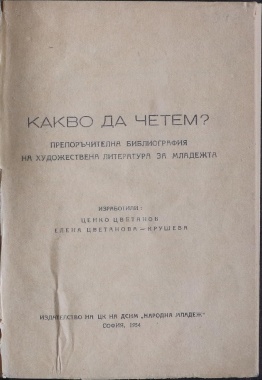 КАКВО ДА ЧЕТЕМ?
ПРЕПОРЪЧИТЕЛНА БИБЛИОГРАФИЯ
НА ХУДОЖЕСТВЕНА ЛИТЕРАТУРА ЗА МЛАДЕЖТА
ИЗРАБОТИЛИ:
ЦЕНКО ЦВЕТАНОВ
ЕЛЕНА ЦВЕТАНОВА — КРУШЕВА
ИЗДАТЕЛСТВО НА ЦК НА ДСНМ „НАРОДНА МЛАДЕЖ"
СОФИЯ, 1954